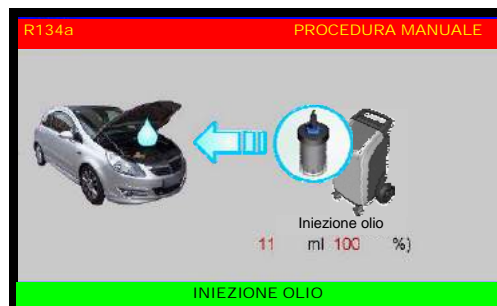 R134a PROCEDURA MANUALE
Iniezione olio
11 ml 100 %)
INIEZIONE OLIO